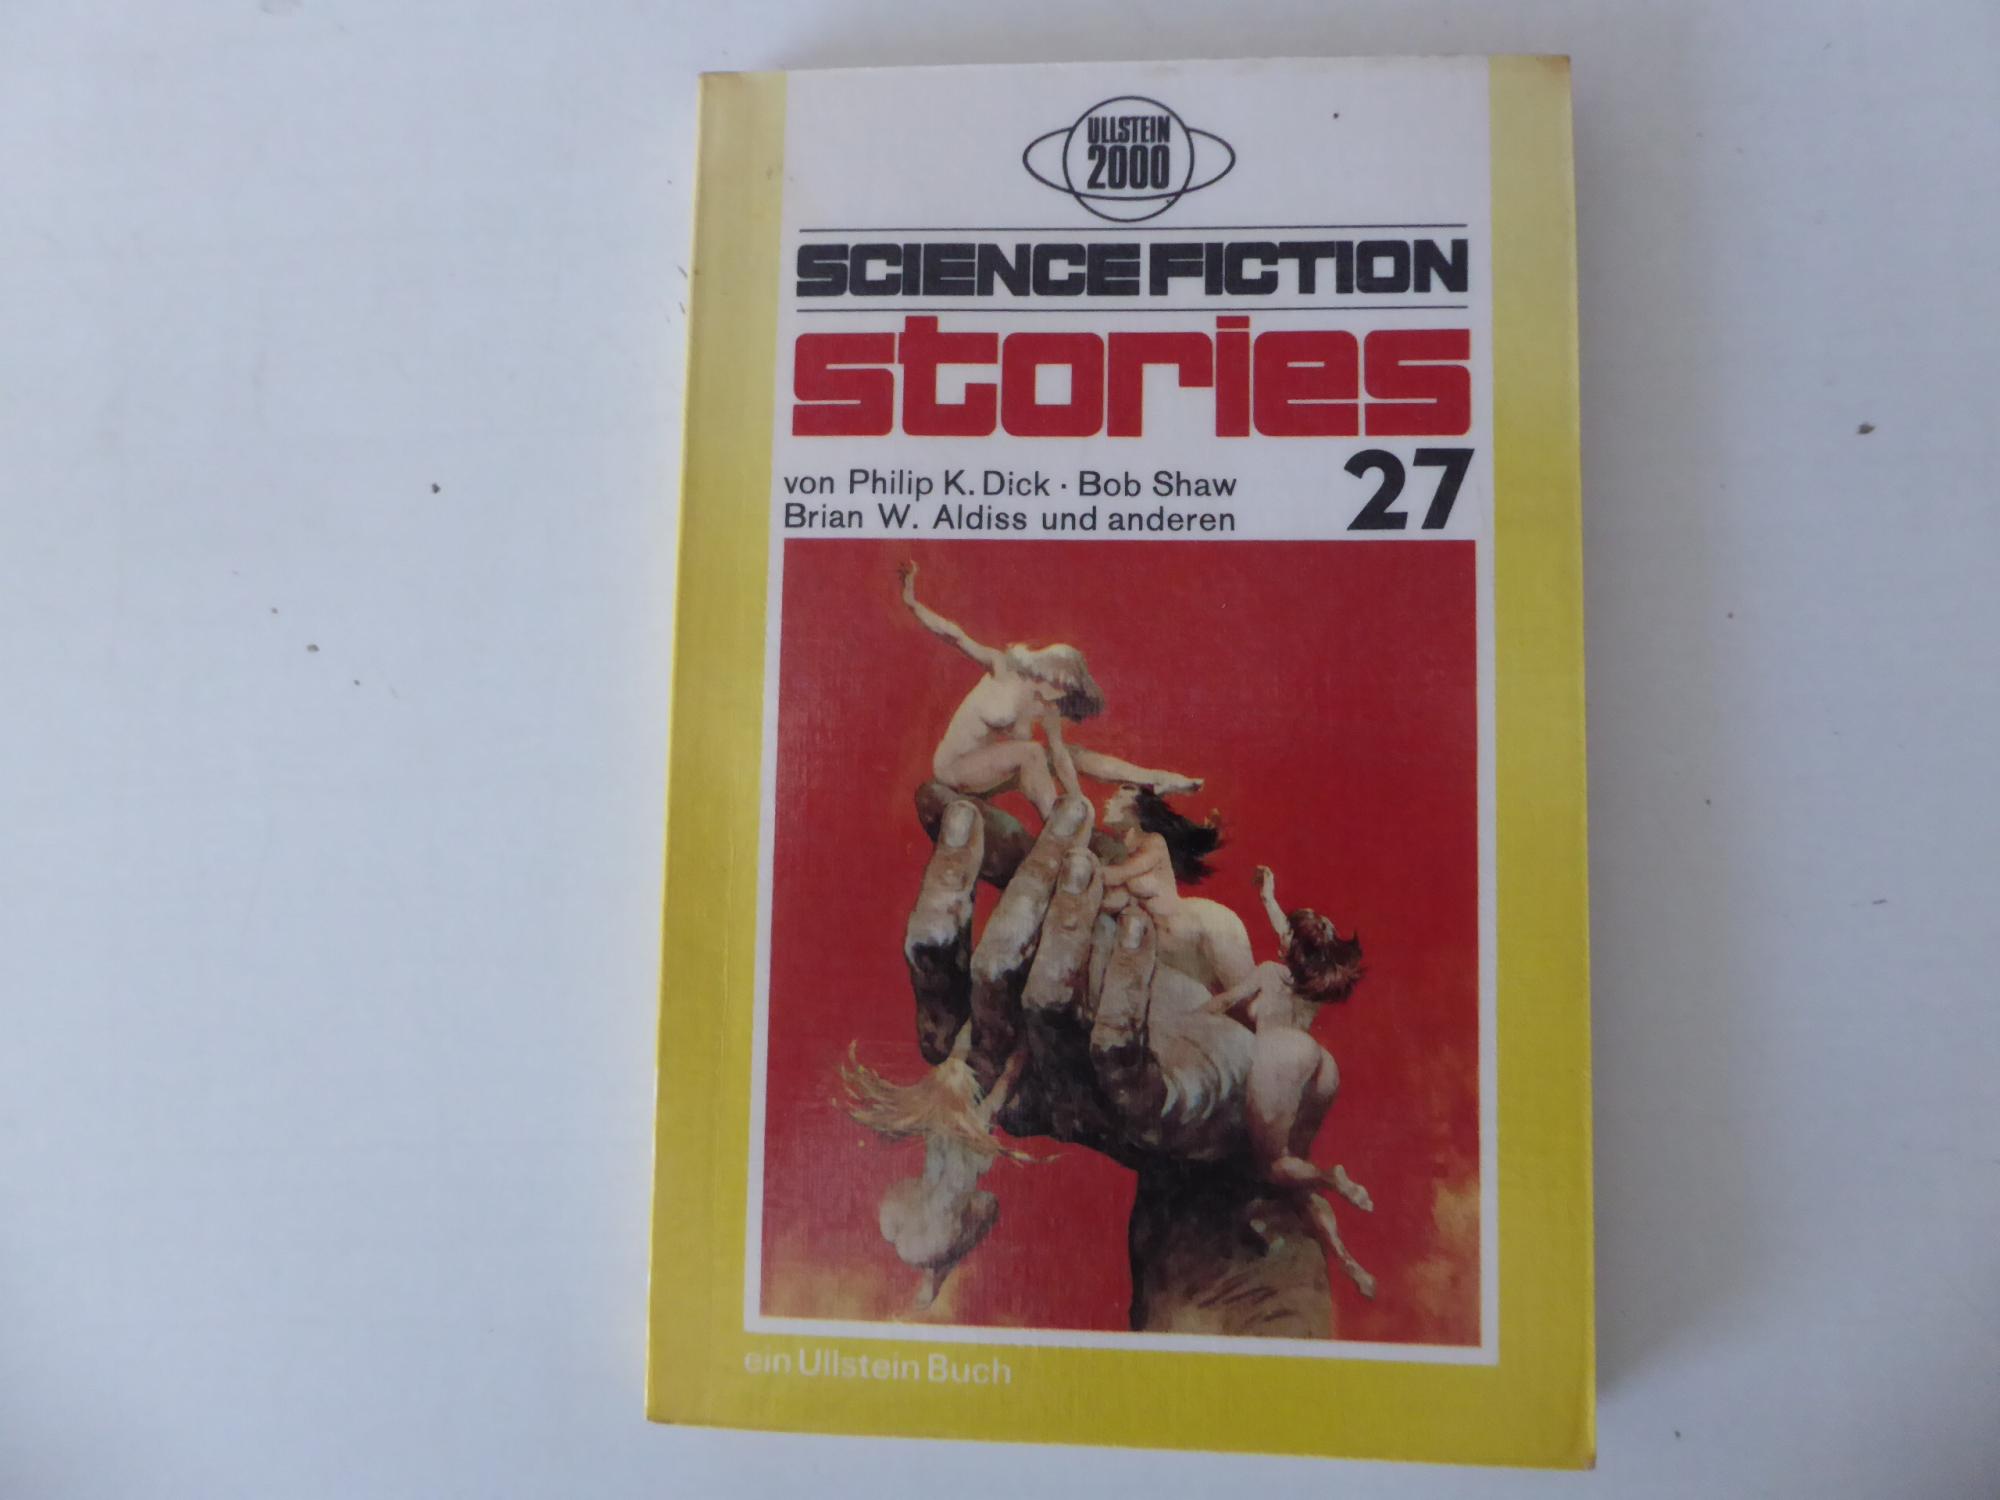 ULLSTEIN
2000
SCIENCE FICTION
stories
27
von Philip K. Dick · Bob Shaw
Brian W. Aldiss und anderen
ein Ullstein Buch